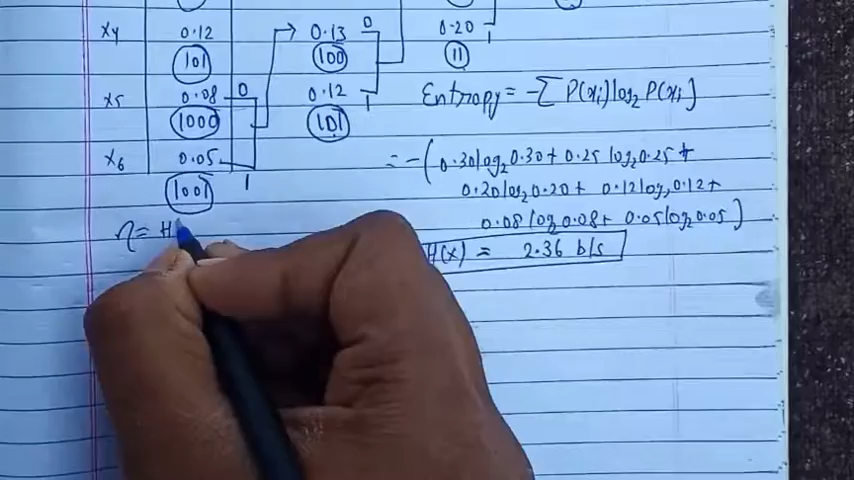 x4 0.12 0.13 0 0.20
101 100 1
11
x5 0.08 0 0.12 Entropy = -Σ P(xi) log2 P(xi)
1000 101 1
x6 0.05 = -(0.30 log2 0.30 + 0.25 log2 0.25 +
1001 1 0.20 log2 0.20 + 0.12 log2 0.12 +
0.08 log 0.08 + 0.05 log2 0.05)
η = H H(x) = 2.36 b/s